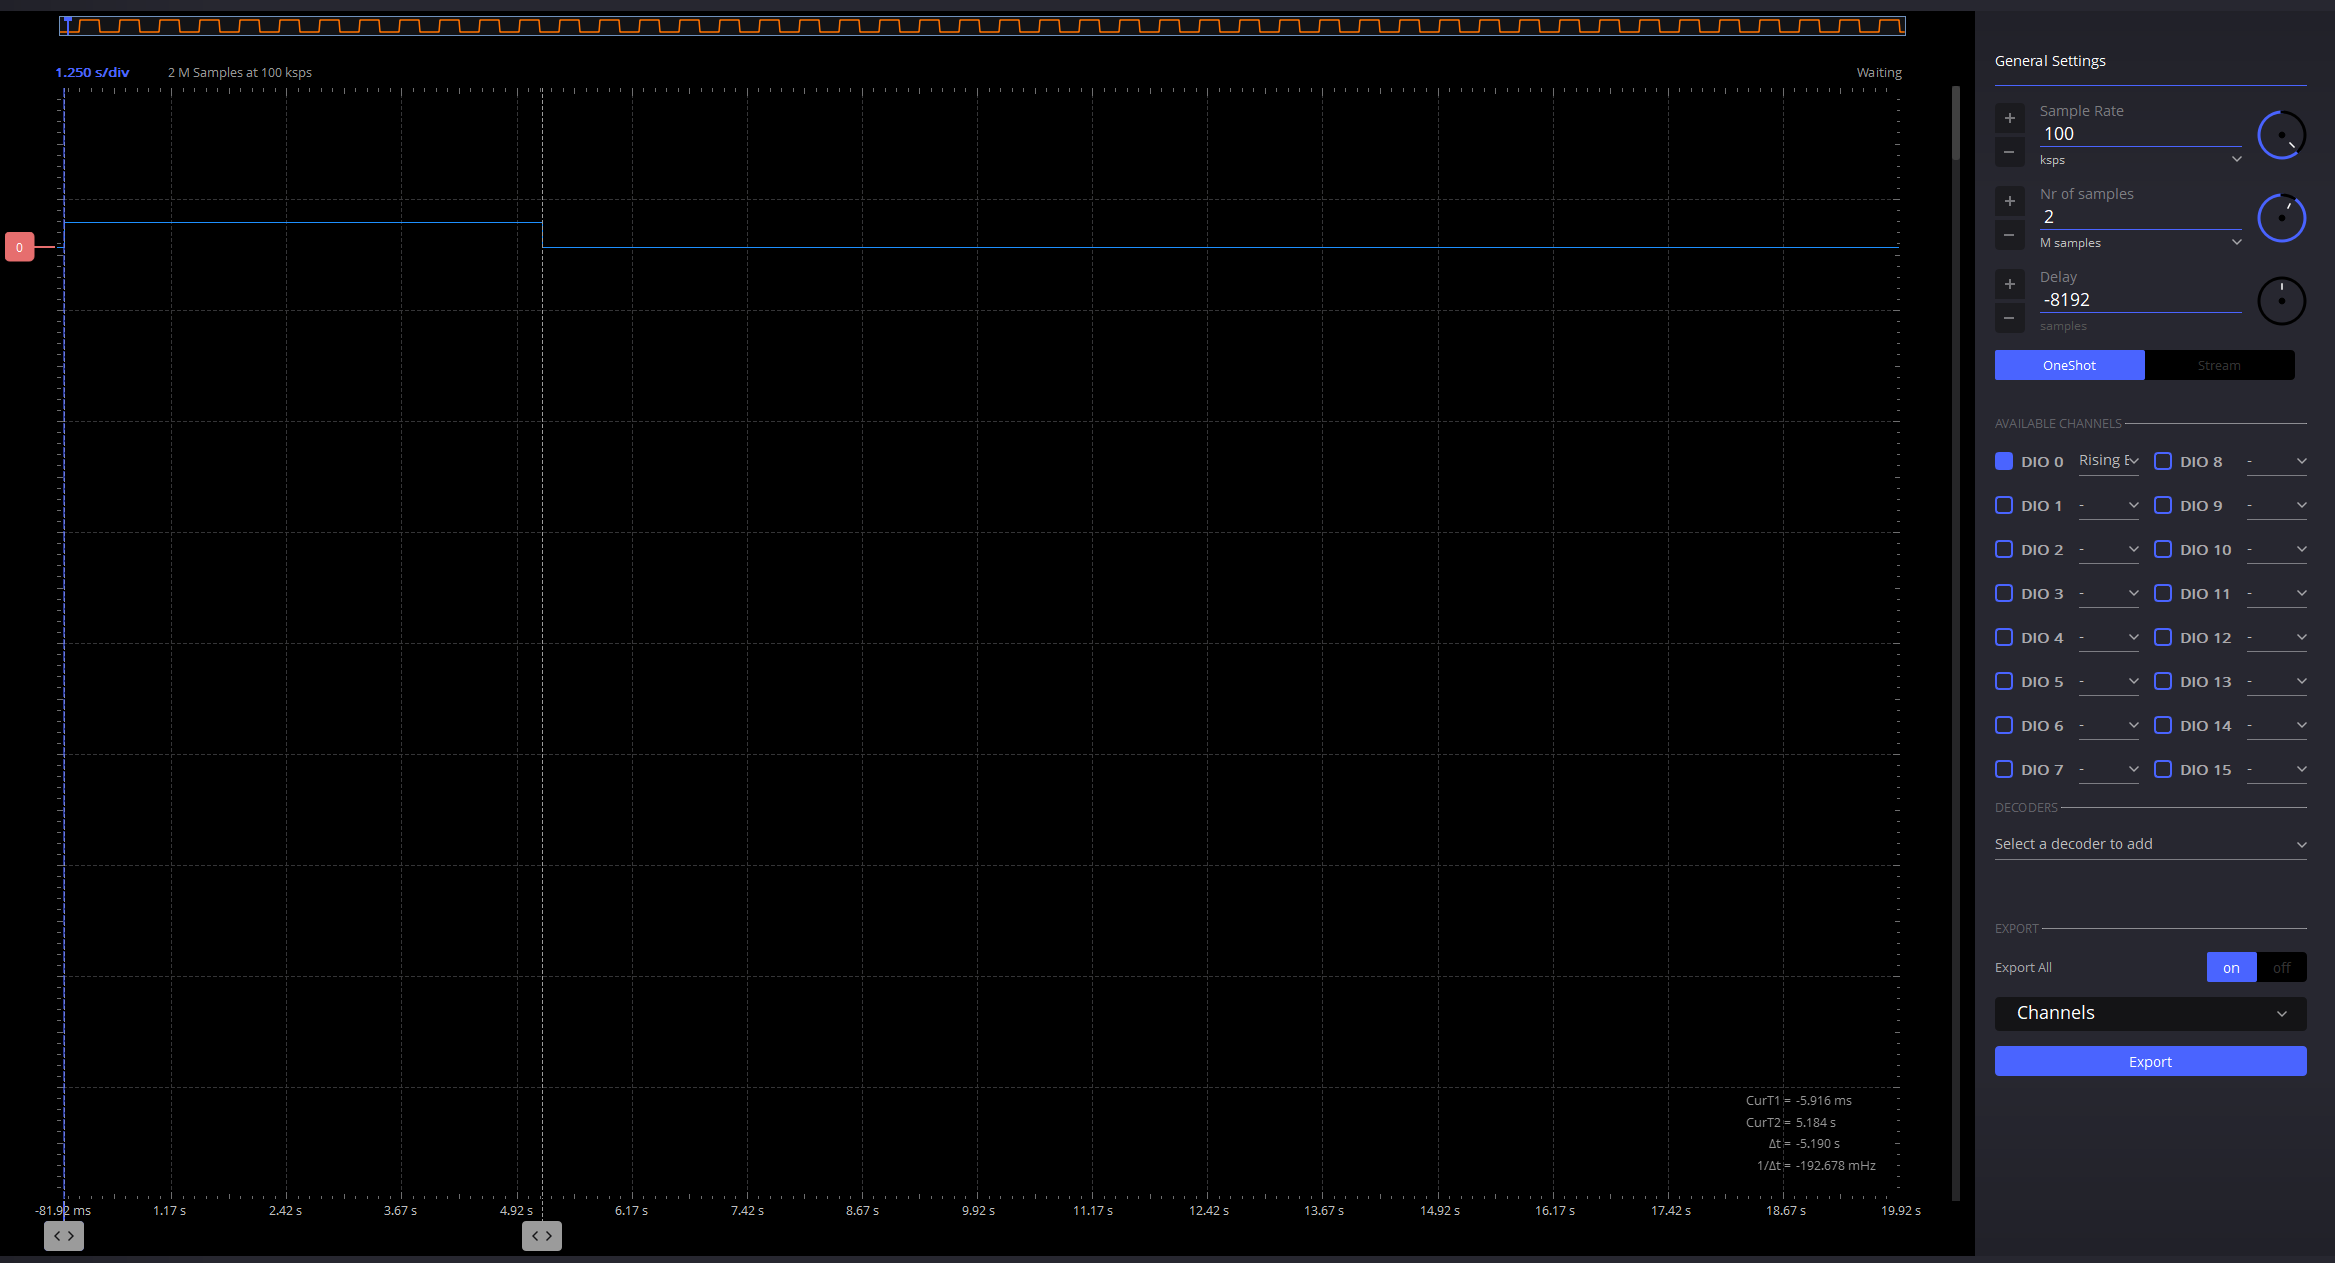 1.250 s/div 2 M Samples at 100 ksps Waiting
0
CurT1 = -5.916 ms
CurT2 = 5.184 s
Δt = -5.190 s
1/Δt = -192.678 mHz
-81.92 ms 1.17 s 2.42 s 3.67 s 4.92 s 6.17 s 7.42 s 8.67 s 9.92 s 11.17 s 12.42 s 13.67 s 14.92 s 16.17 s 17.42 s 18.67 s 19.92 s
General Settings
Sample Rate
100
ksps
Nr of samples
2
M samples
Delay
-8192
samples
OneShot Stream
AVAILABLE CHANNELS
DIO 0 Rising E DIO 8 -
DIO 1 - DIO 9 -
DIO 2 - DIO 10 -
DIO 3 - DIO 11 -
DIO 4 - DIO 12 -
DIO 5 - DIO 13 -
DIO 6 - DIO 14 -
DIO 7 - DIO 15 -
DECODERS
Select a decoder to add
EXPORT
Export All on off
Channels
Export